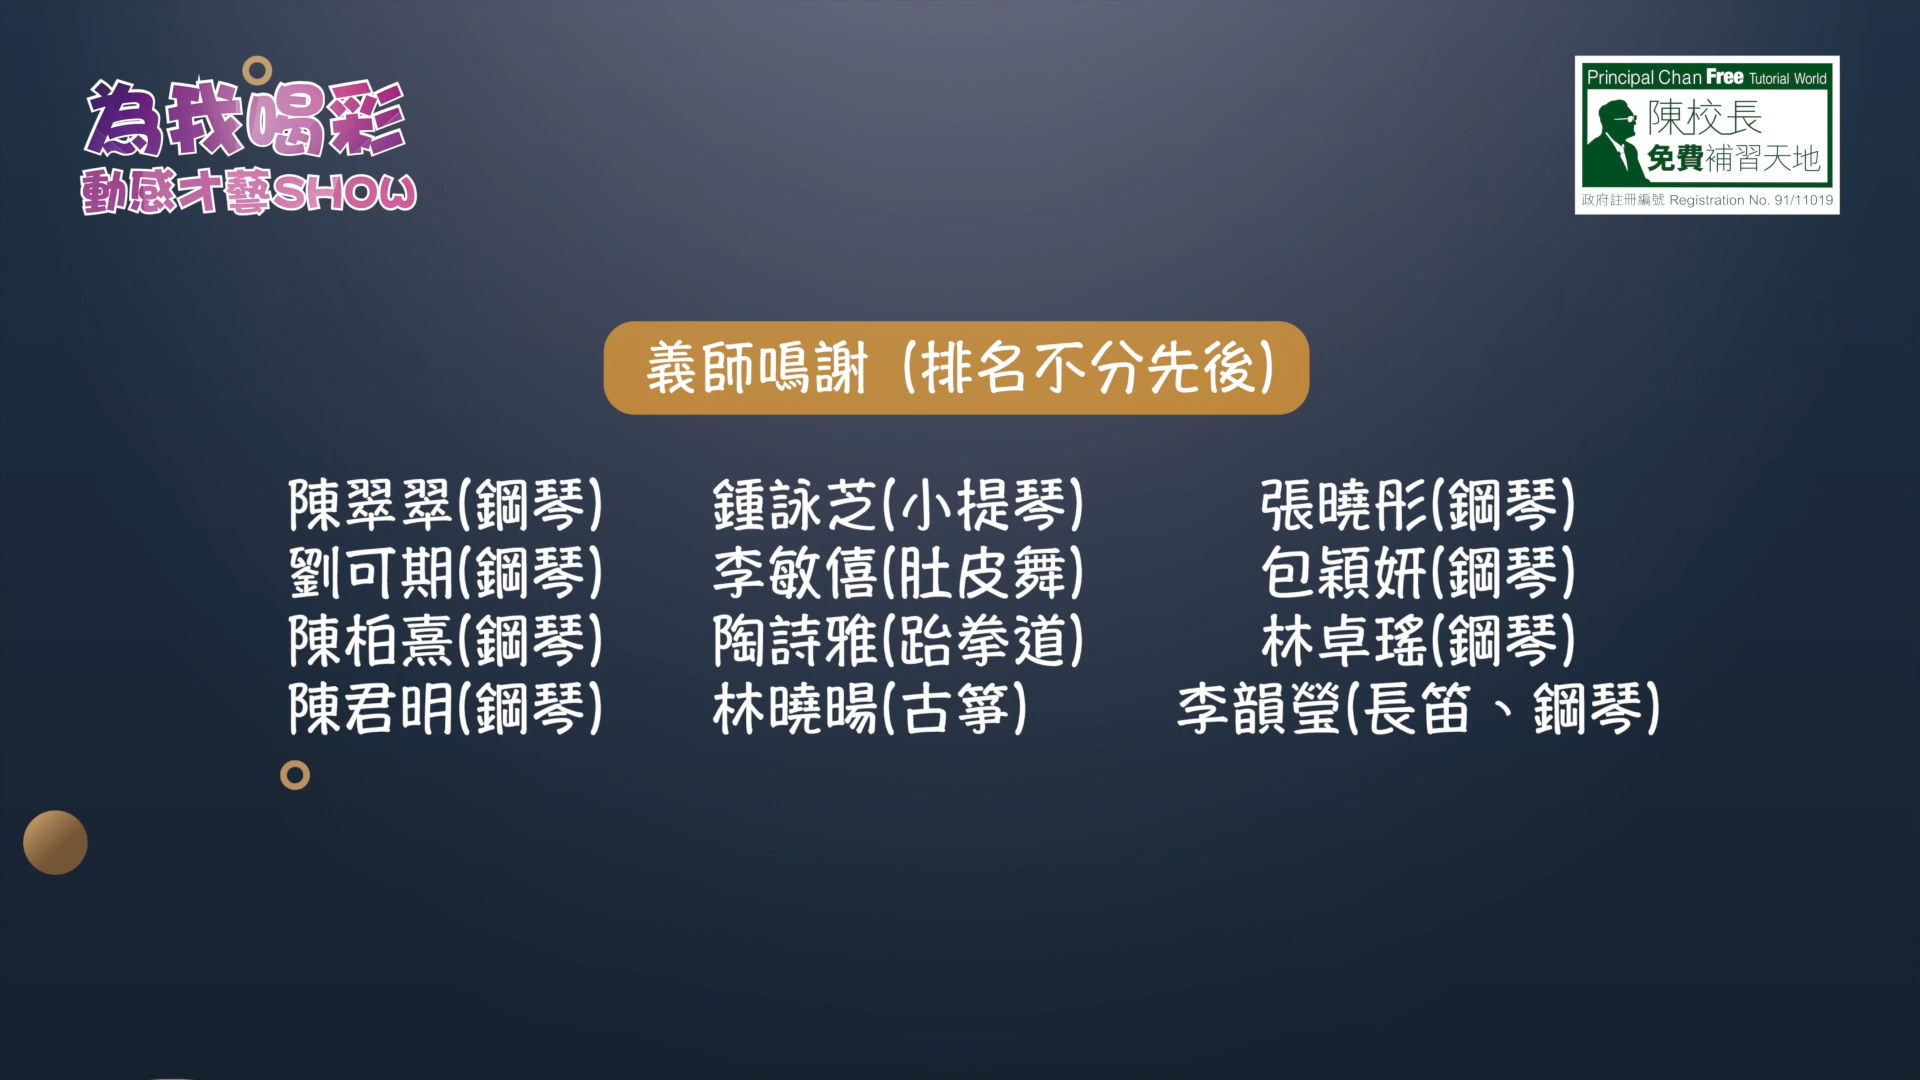 為我喝彩
動感才藝SHOW
Principal Chan Free Tutorial World
陳校長
免費補習天地
政府註冊編號 Registration No. 91/11019
義師鳴謝 (排名不分先後)
陳翠翠(鋼琴)
劉可期(鋼琴)
陳柏熹(鋼琴)
陳君明(鋼琴)
鍾詠芝(小提琴)
李敏僖(肚皮舞)
陶詩雅(跆拳道)
林曉暘(古箏)
張曉彤(鋼琴)
包穎妍(鋼琴)
林卓瑤(鋼琴)
李韻瑩(長笛、鋼琴)